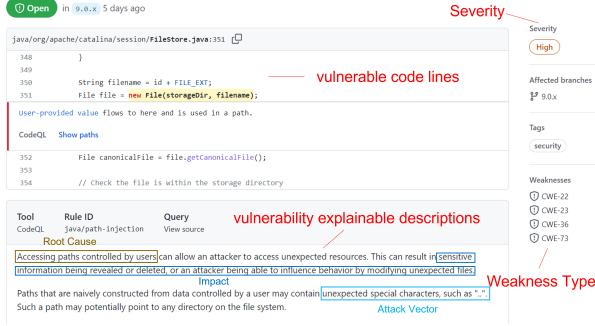 Open in 9.0.x 5 days ago
Severity
java/org/apache/catalina/session/FileStore.java:351
Severity
High
348 }
349
350 String filename = id + FILE_EXT;
vulnerable code lines
351 File file = new File(storageDir, filename);
Affected branches
9.0.x
User-provided value flows to here and is used in a path.
CodeQL Show paths
Tags
security
352 File canonicalFile = file.getCanonicalFile();
353
354 // Check the file is within the storage directory
Weaknesses
CWE-22
CWE-23
CWE-36
CWE-73
Weakness Type
Tool Rule ID Query
CodeQL java/path-injection View source
vulnerability explainable descriptions
Root Cause
Accessing paths controlled by users can allow an attacker to access unexpected resources. This can result in sensitive
information being revealed or deleted, or an attacker being able to influence behavior by modifying unexpected files.
Impact
Paths that are naively constructed from data controlled by a user may contain unexpected special characters, such as "..".
Such a path may potentially point to any directory on the file system.
Attack Vector